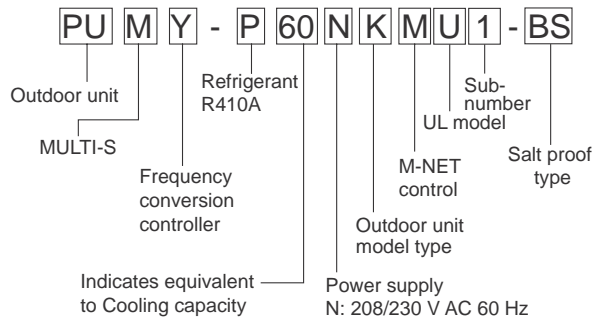 PU M Y - P 60 N K M U 1 - BS
Outdoor unit
MULTI-S
Frequency
conversion
controller
Indicates equivalent
to Cooling capacity
Refrigerant
R410A
Power supply
N: 208/230 V AC 60 Hz
Outdoor unit
model type
M-NET
control
UL model
Sub-
number
Salt proof
type